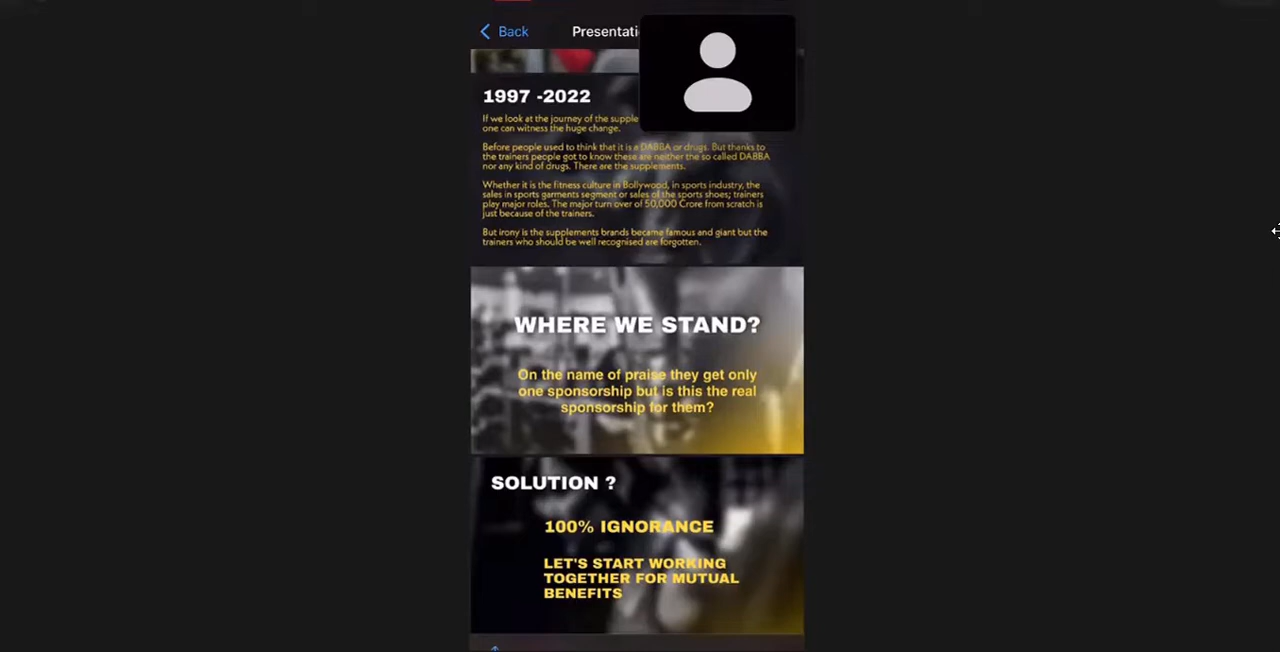 Back
Presentati
1997 -2022
If we look at the journey of the supple
one can witness the huge change.
Before people used to think that it is a DABBA or drugs. But thanks to
the trainers people got to know these are neither the so called DABBA
nor any kind of drugs. There are the supplements.
Whether it is the fitness culture in Bollywood, in sports industry, the
sales in sports garments segment or sales of the sports shoes; trainers
play major roles. The major turn over of 50,000 Crore from scratch is
just because of the trainers.
But irony is the supplements brands became famous and giant but the
trainers who should be well recognised are forgotten.
WHERE WE STAND?
On the name of praise they get only
one sponsorship but is this the real
sponsorship for them?
SOLUTION ?
100% IGNORANCE
LET'S START WORKING
TOGETHER FOR MUTUAL
BENEFITS